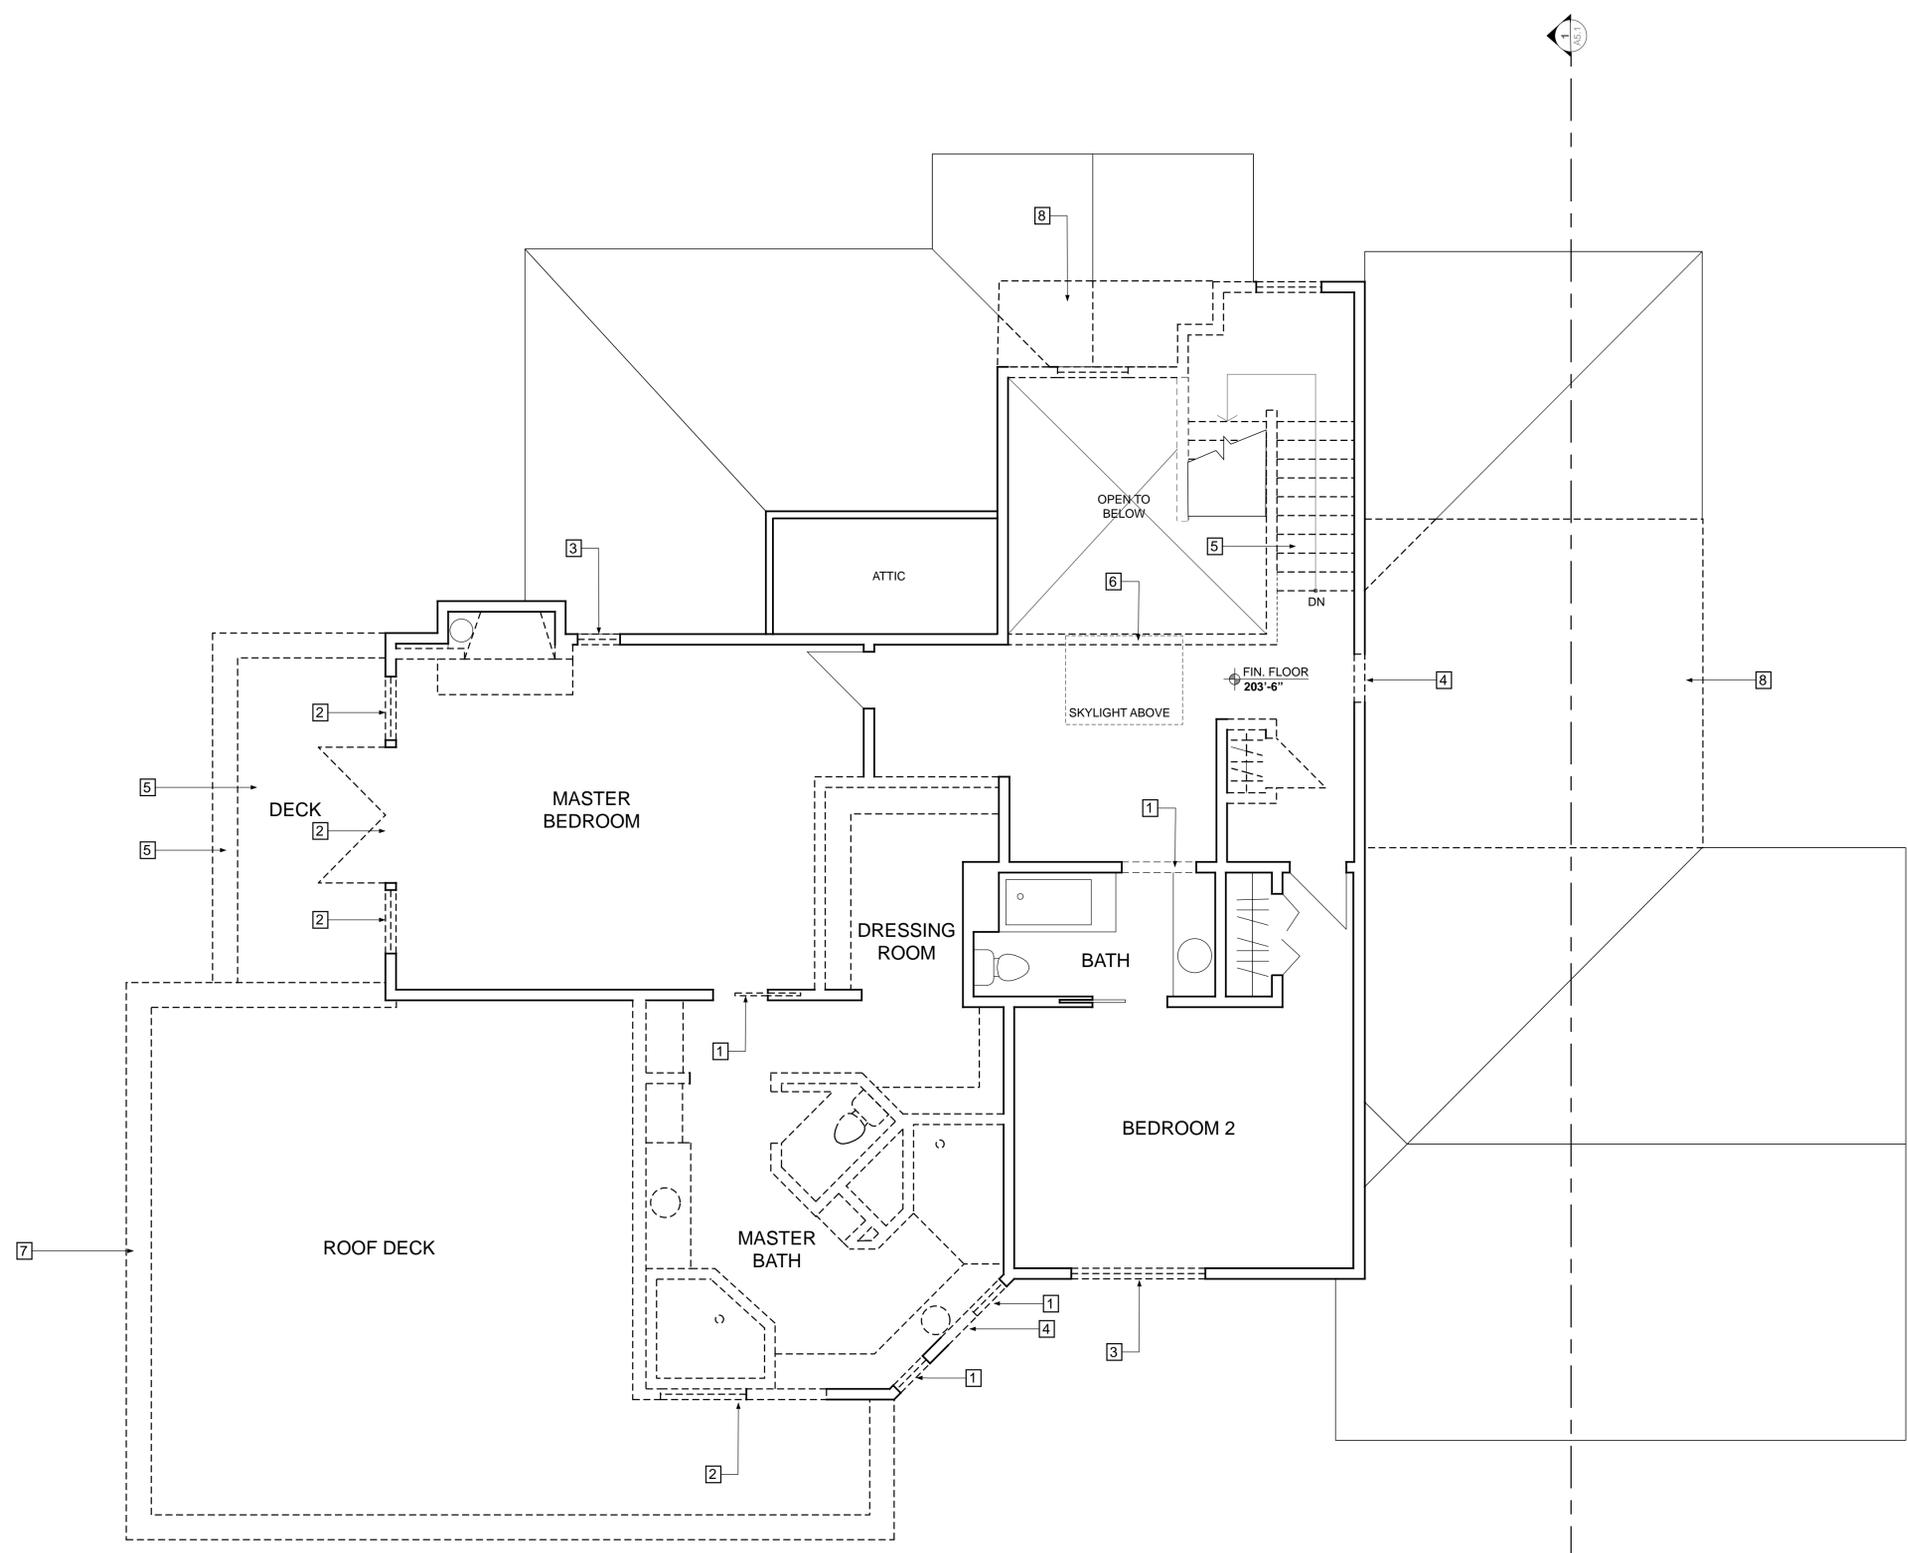 1
A5.1
8
3
OPEN TO
BELOW
5
ATTIC
6
DN
FIN. FLOOR
203'-6"
4
8
2
SKYLIGHT ABOVE
5
DECK
MASTER
BEDROOM
1
2
5
2
DRESSING
ROOM
BATH
1
BEDROOM 2
7
ROOF DECK
MASTER
BATH
1
4
3
1
2